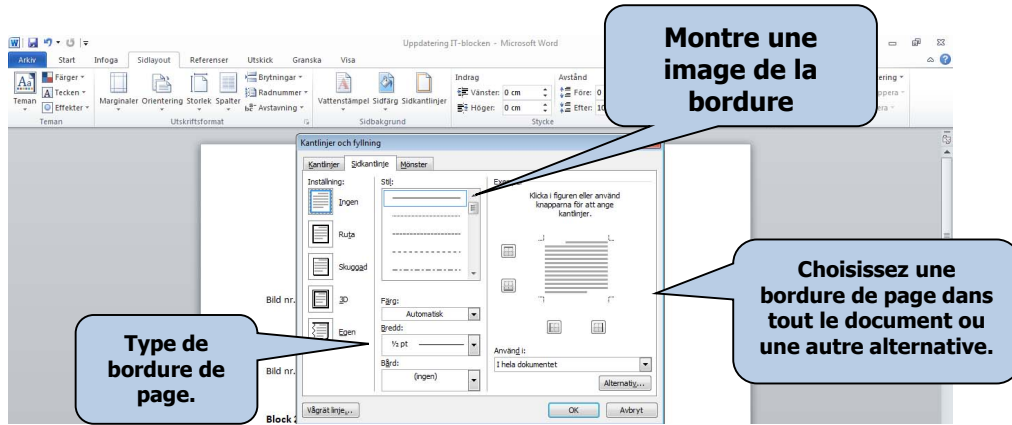 Uppdatering IT-blocken - Microsoft Word
Arkiv Start Infoga Sidlayout Referenser Utskick Granska Visa
Teman
Färger
Tecken
Effekter
Teman
Marginaler Orientering Storlek Spalter
Brytningar
Radnummer
Avstavning
Utskriftsformat
Vattenstämpel Sidfärg Sidkantlinjer
Sidbakgrund
Indrag
Vänster: 0 cm
Höger: 0 cm
Avstånd
Före: 0
Efter: 10
Stycke
Montre une
image de la
bordure
Kantlinjer och fyllning
Kantlinjer Sidkantlinje Mönster
Inställning:
Ingen
Ruta
Skuggad
3D
Egen
Stil:
Färg:
Automatisk
Bredd:
½ pt
Bård:
(ingen)
Klicka i figuren eller använd
knapparna för att ange
kantlinjer.
Använd i:
I hela dokumentet
Alternativ...
Vågrät linje...
OK Avbryt
Bild nr.
Bild nr.
Block 2
Type de
bordure de
page.
Choisissez une
bordure de page dans
tout le document ou
une autre alternative.